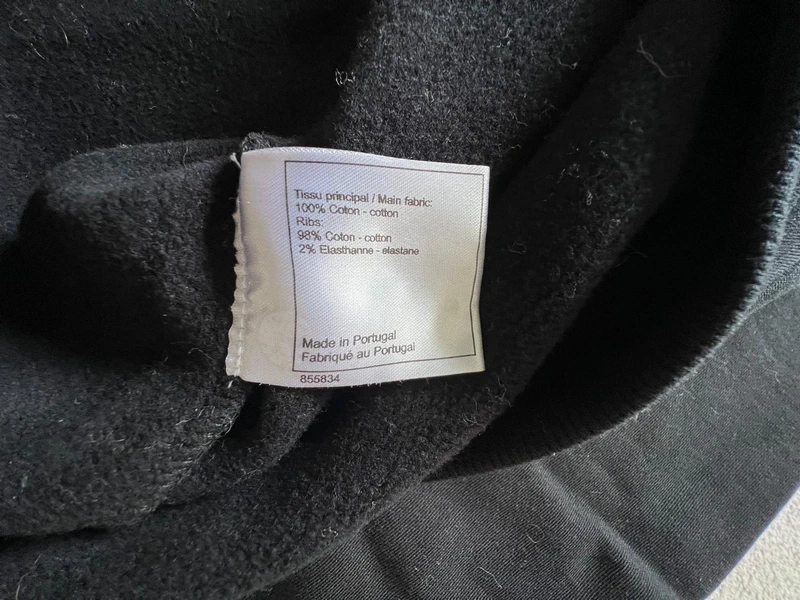 Tissu principal / Main fabric:
100% Coton - cotton
Ribs:
98% Coton - cotton
2% Elasthanne - elastane
Made in Portugal
Fabriqué au Portugal
855834